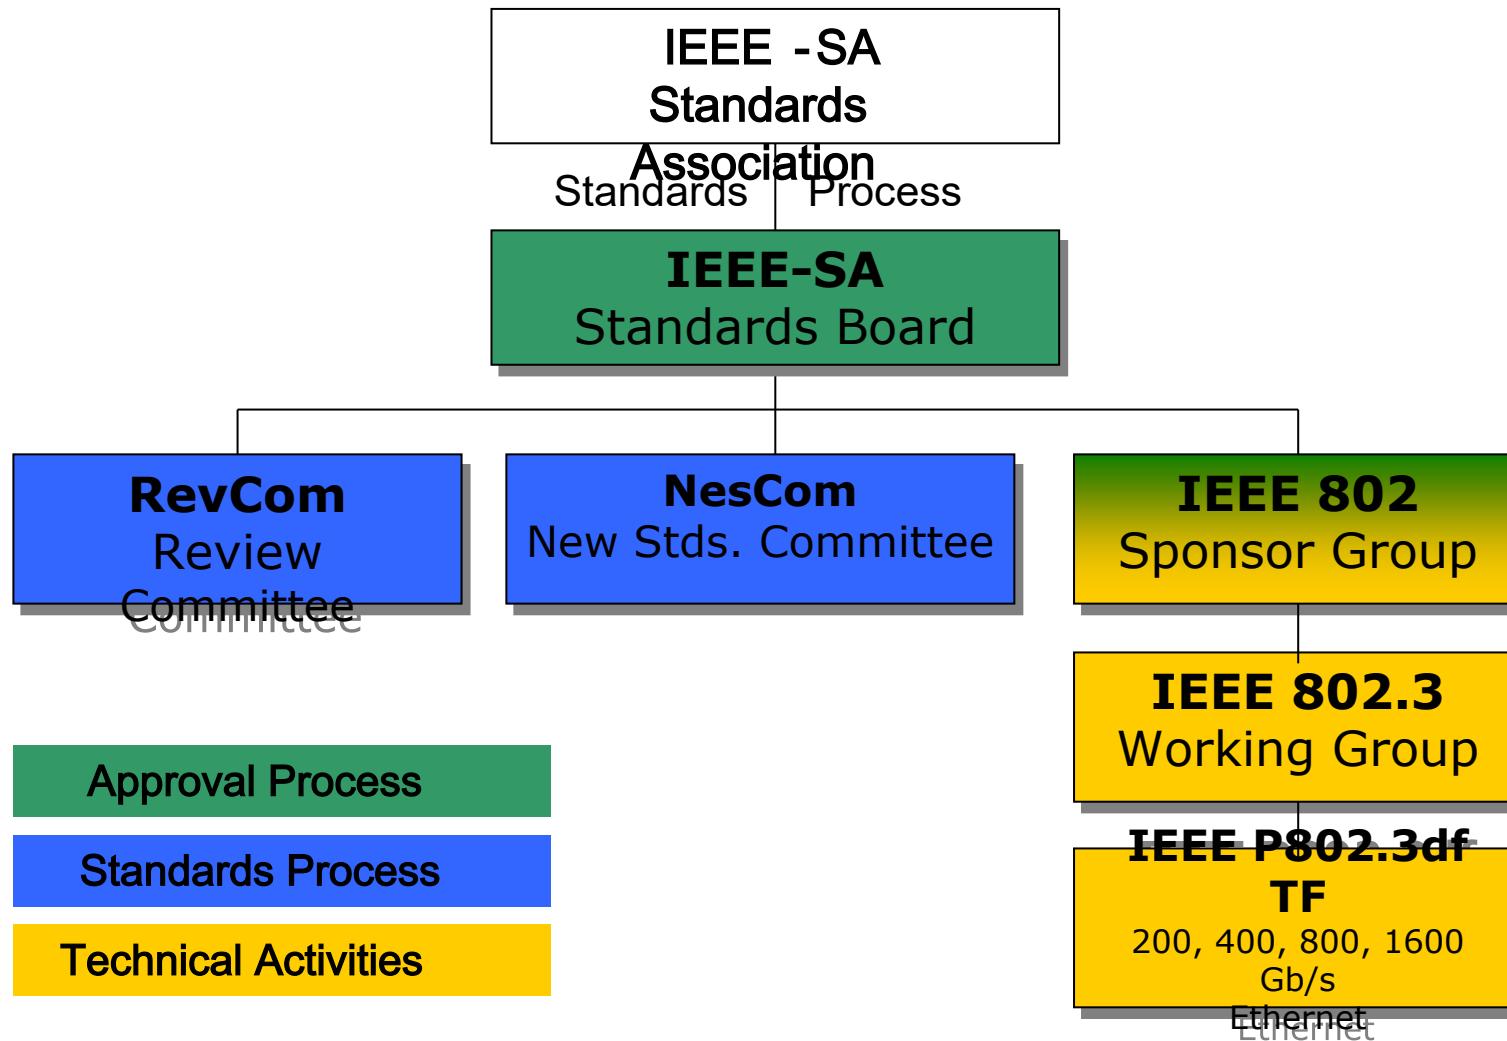 IEEE -SA
Standards
Association
Standards Process
IEEE-SA
Standards Board
RevCom
Review
Committee
NesCom
New Stds. Committee
IEEE 802
Sponsor Group
IEEE 802.3
Working Group
IEEE P802.3df
TF
200, 400, 800, 1600
Gb/s
Ethernet
Approval Process
Standards Process
Technical Activities